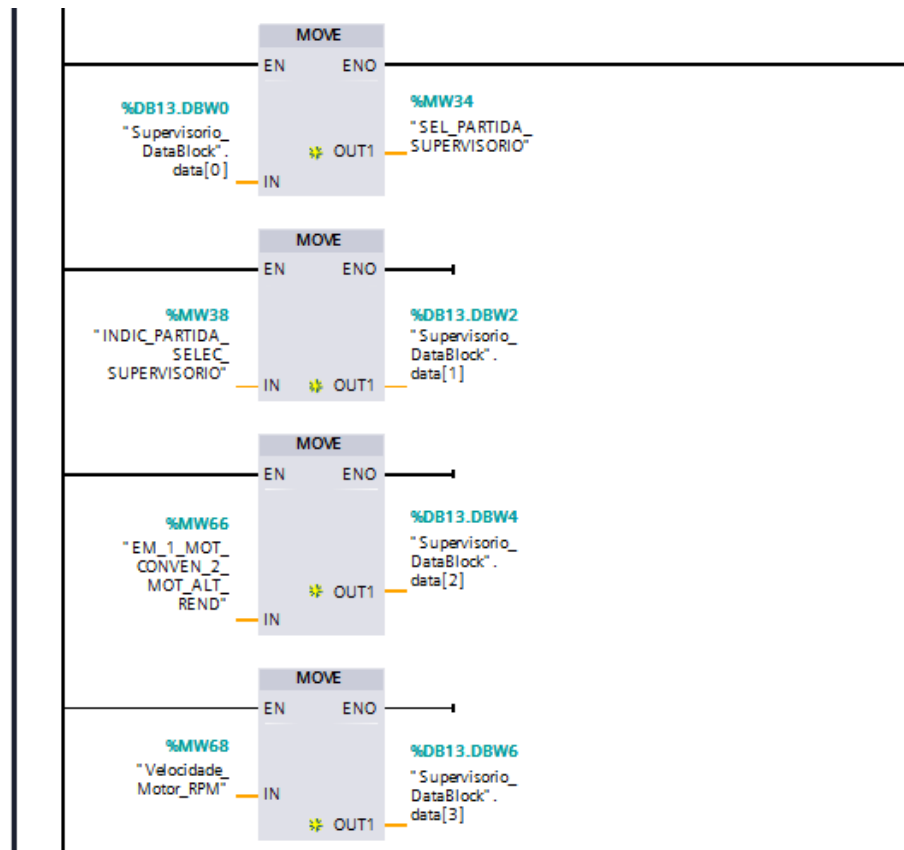 MOVE
EN ENO
%DB13.DBW0
"Supervisorio_
DataBlock".
data[0]
IN
OUT1
%MW34
"SEL_PARTIDA_
SUPERVISORIO"
MOVE
EN ENO
%MW38
"INDIC_PARTIDA_
SELEC_
SUPERVISORIO"
IN
OUT1
%DB13.DBW2
"Supervisorio_
DataBlock".
data[1]
MOVE
EN ENO
%MW66
"EM_1_MOT_
CONVEN_2_
MOT_ALT_
REND"
IN
OUT1
%DB13.DBW4
"Supervisorio_
DataBlock".
data[2]
MOVE
EN ENO
%MW68
"Velocidade_
Motor_RPM"
IN
OUT1
%DB13.DBW6
"Supervisorio_
DataBlock".
data[3]